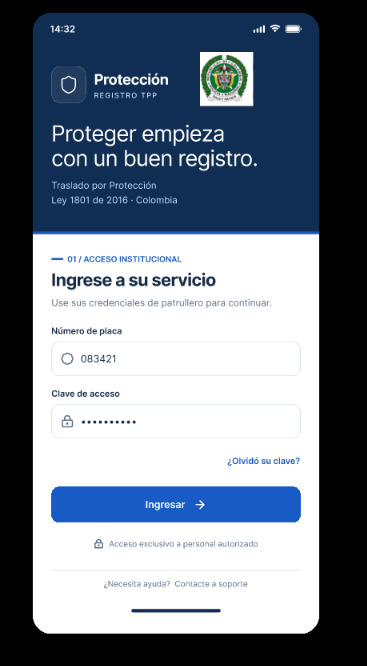 14:32
Protección
REGISTRO TPP
Proteger empieza
con un buen registro.
Traslado por Protección
Ley 1801 de 2016 · Colombia
01 / ACCESO INSTITUCIONAL
Ingrese a su servicio
Use sus credenciales de patrullero para continuar.
Número de placa
083421
Clave de acceso
••••••••••
¿Olvidó su clave?
Ingresar →
Acceso exclusivo a personal autorizado
¿Necesita ayuda? Contacte a soporte